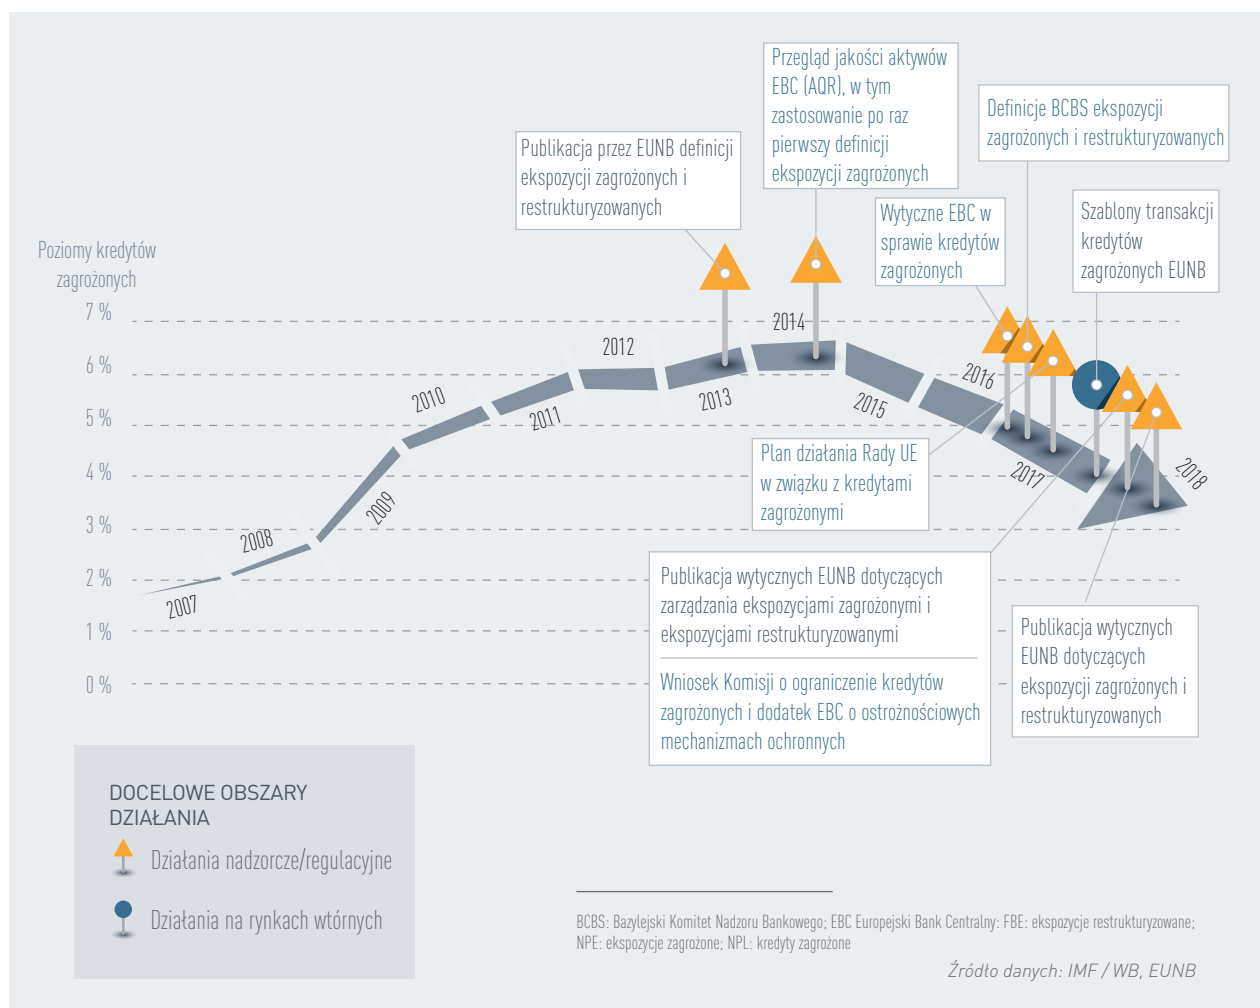 Przegląd jakości aktywów
EBC (AQR), w tym
zastosowanie po raz
pierwszy definicji
ekspozycji zagrożonych
Definicje BCBS ekspozycji
zagrożonych i restrukturyzowanych
Publikacja przez EUNB definicji
ekspozycji zagrożonych i
restrukturyzowanych
Wytyczne EBC w
sprawie kredytów
zagrożonych
Szablony transakcji
kredytów
zagrożonych EUNB
Poziomy kredytów
zagrożonych
7 %
6 %
5 %
4 %
3 %
2 %
1 %
0 %
2007
2008
2009
2010
2011
2012
2013
2014
2015
2016
2017
2018
Plan działania Rady UE
w związku z kredytami
zagrożonymi
Publikacja wytycznych EUNB dotyczących
zarządzania ekspozycjami zagrożonymi i
ekspozycjami restrukturyzowanymi
Wniosek Komisji o ograniczenie kredytów
zagrożonych i dodatek EBC o ostrożnościowych
mechanizmach ochronnych
Publikacja wytycznych
EUNB dotyczących
ekspozycji zagrożonych i
restrukturyzowanych
DOCELOWE OBSZARY
DZIAŁANIA
Działania nadzorcze/regulacyjne
Działania na rynkach wtórnych
BCBS: Bazylejski Komitet Nadzoru Bankowego; EBC Europejski Bank Centralny: FBE: ekspozycje restrukturyzowane;
NPE: ekspozycje zagrożone; NPL: kredyty zagrożone
Źródło danych: IMF / WB, EUNB